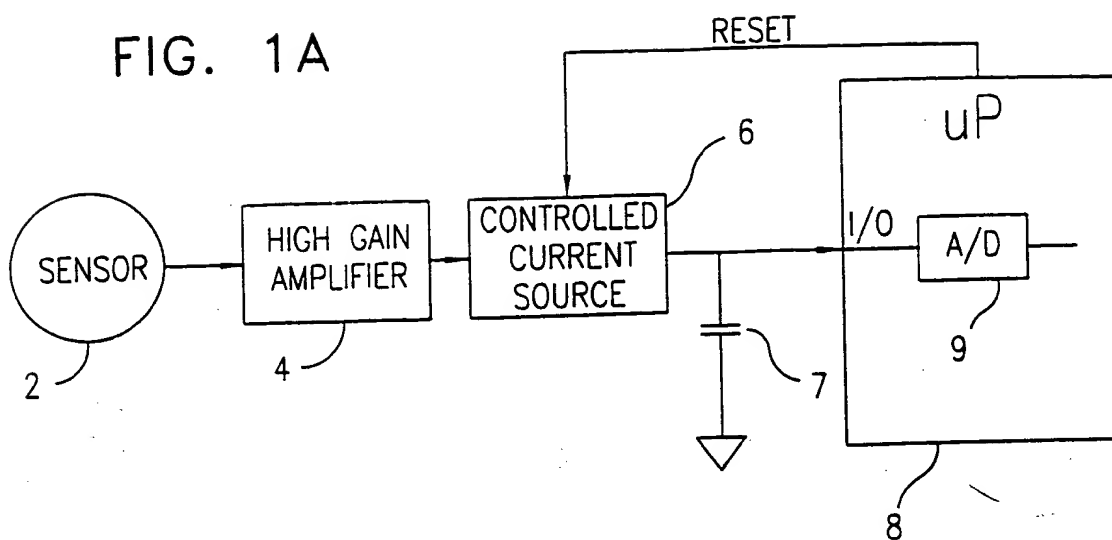 FIG. 1A
RESET
uP
6
SENSOR
HIGH GAIN
AMPLIFIER
CONTROLLED
CURRENT
SOURCE
I/O
A/D
2
4
7
9
8